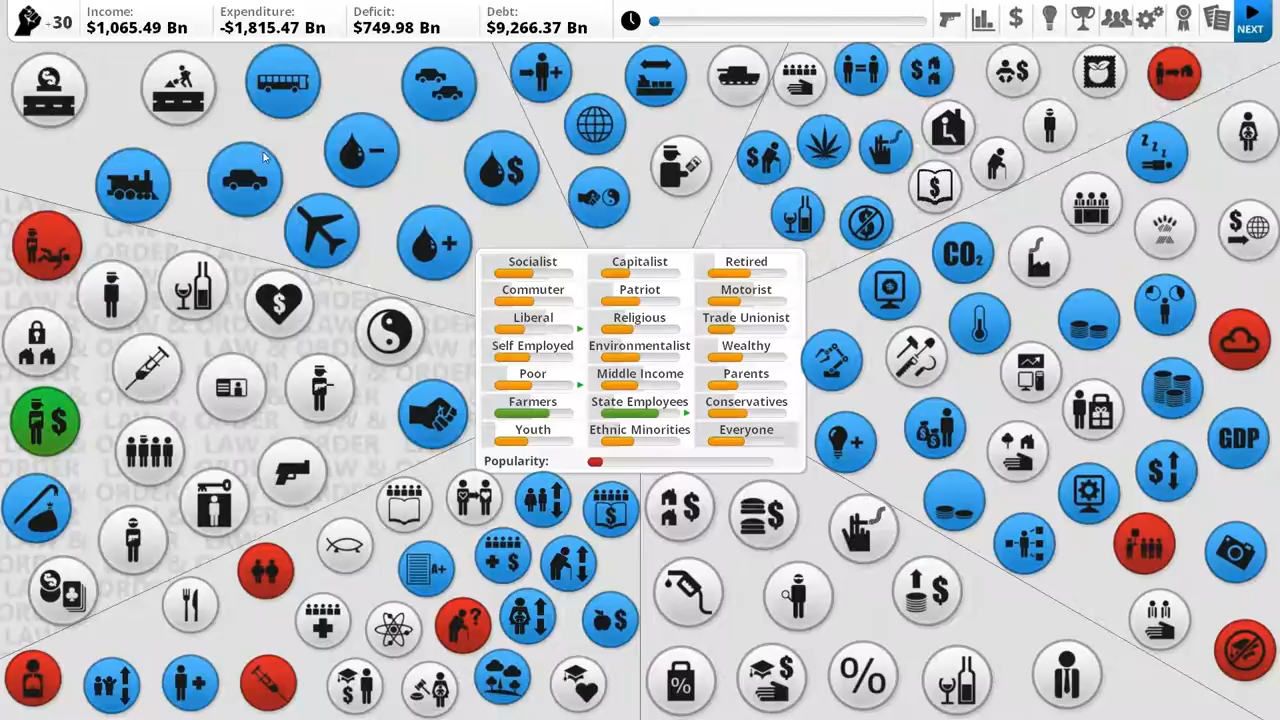 +30
Income:
$1,065.49 Bn
Expenditure:
-$1,815.47 Bn
Deficit:
$749.98 Bn
Debt:
$9,266.37 Bn
NEXT
CO₂
GDP
Socialist Capitalist Retired
Commuter Patriot Motorist
Liberal Religious Trade Unionist
Self Employed Environmentalist Wealthy
Poor Middle Income Parents
Farmers State Employees Conservatives
Youth Ethnic Minorities Everyone
Popularity:
LAW & ORDER